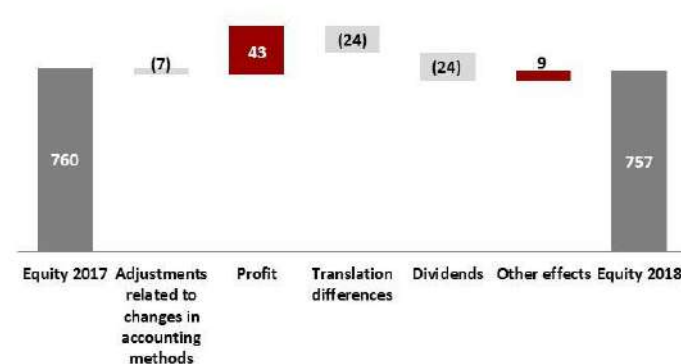 (7)
43
(24)
(24)
9
760
757
Equity 2017
Adjustments
related to
changes in
accounting
methods
Profit
Translation
differences
Dividends
Other effects
Equity 2018